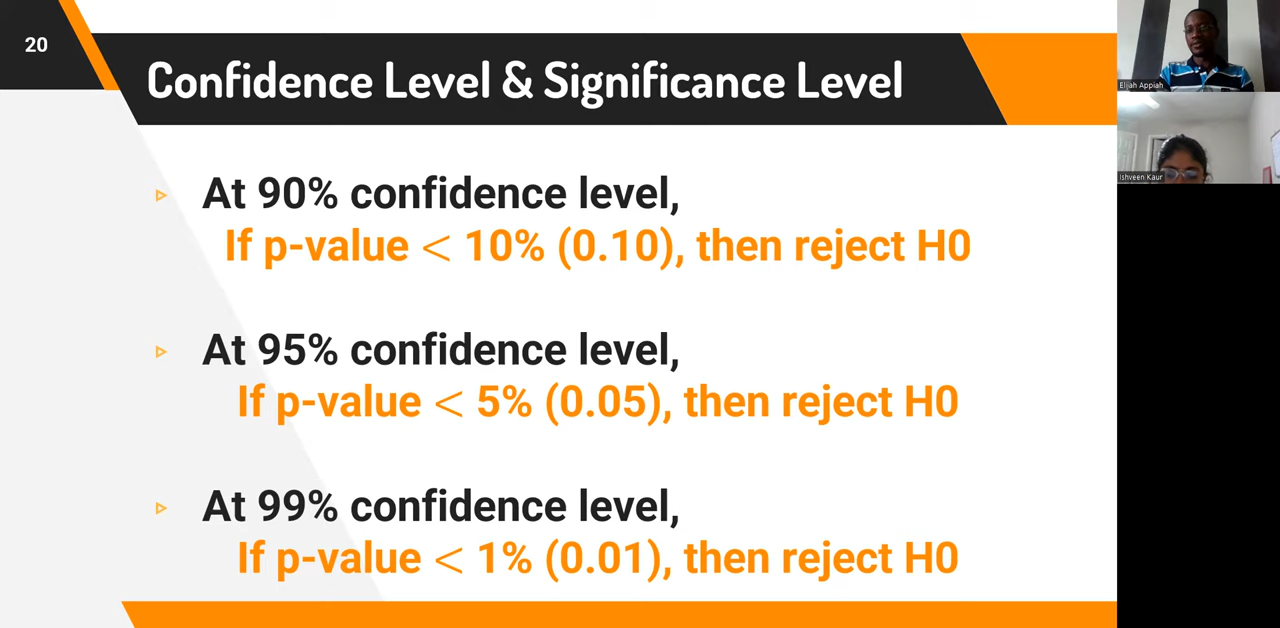 20
Confidence Level & Significance Level
At 90% confidence level,
If p-value < 10% (0.10), then reject H0
At 95% confidence level,
If p-value < 5% (0.05), then reject H0
At 99% confidence level,
If p-value < 1% (0.01), then reject H0
Elijah Appiah
Ishveen Kaur